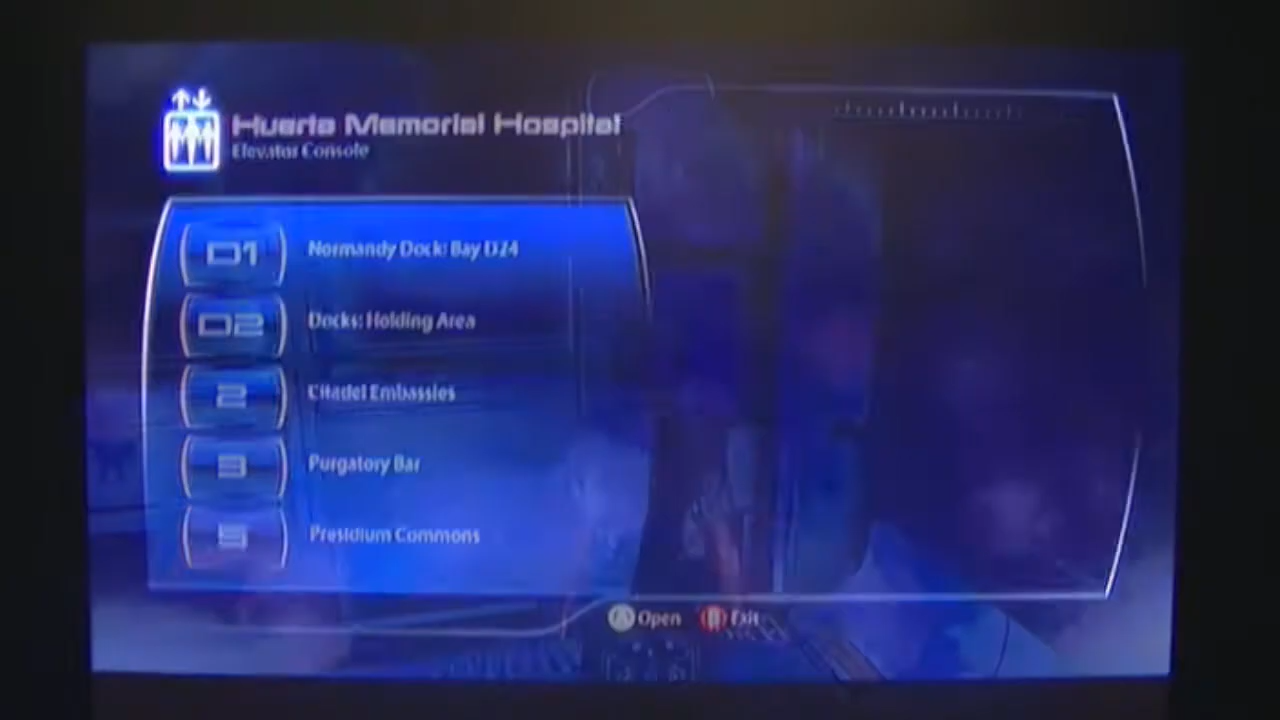 Huerta Memorial Hospital
Elevator Console
D1 Normandy Dock: Bay D24
D2 Docks: Holding Area
2 Citadel Embassies
3 Purgatory Bar
5 Presidium Commons
A Open B Exit